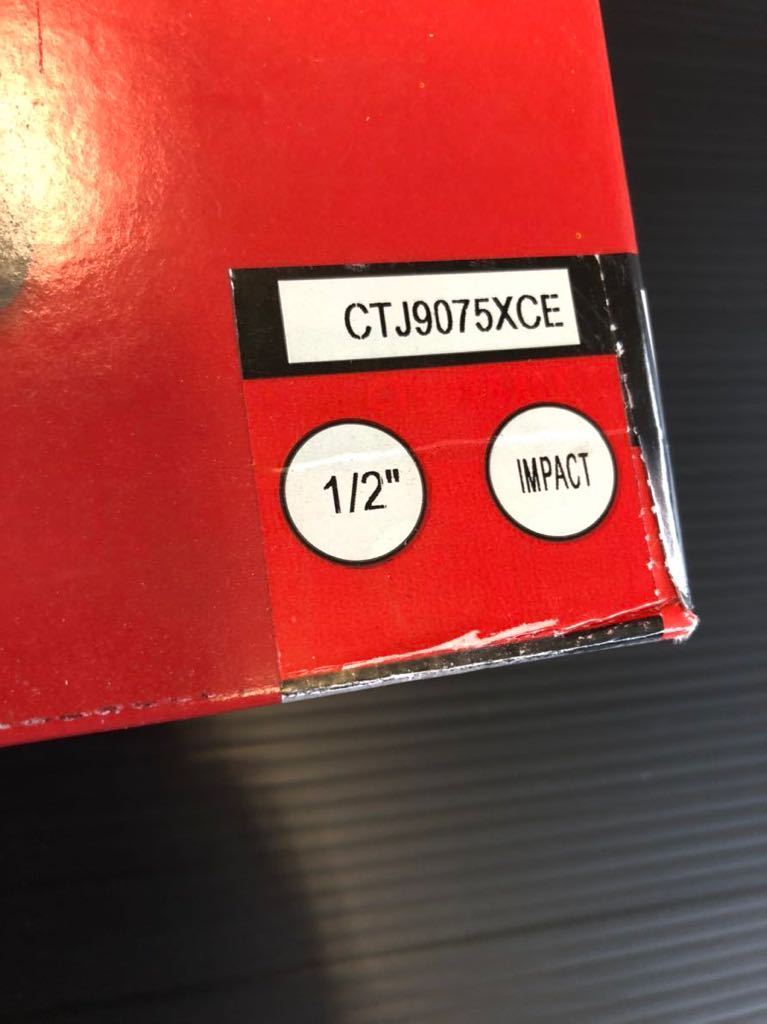 CTJ9075XCE
1/2"
IMPACT